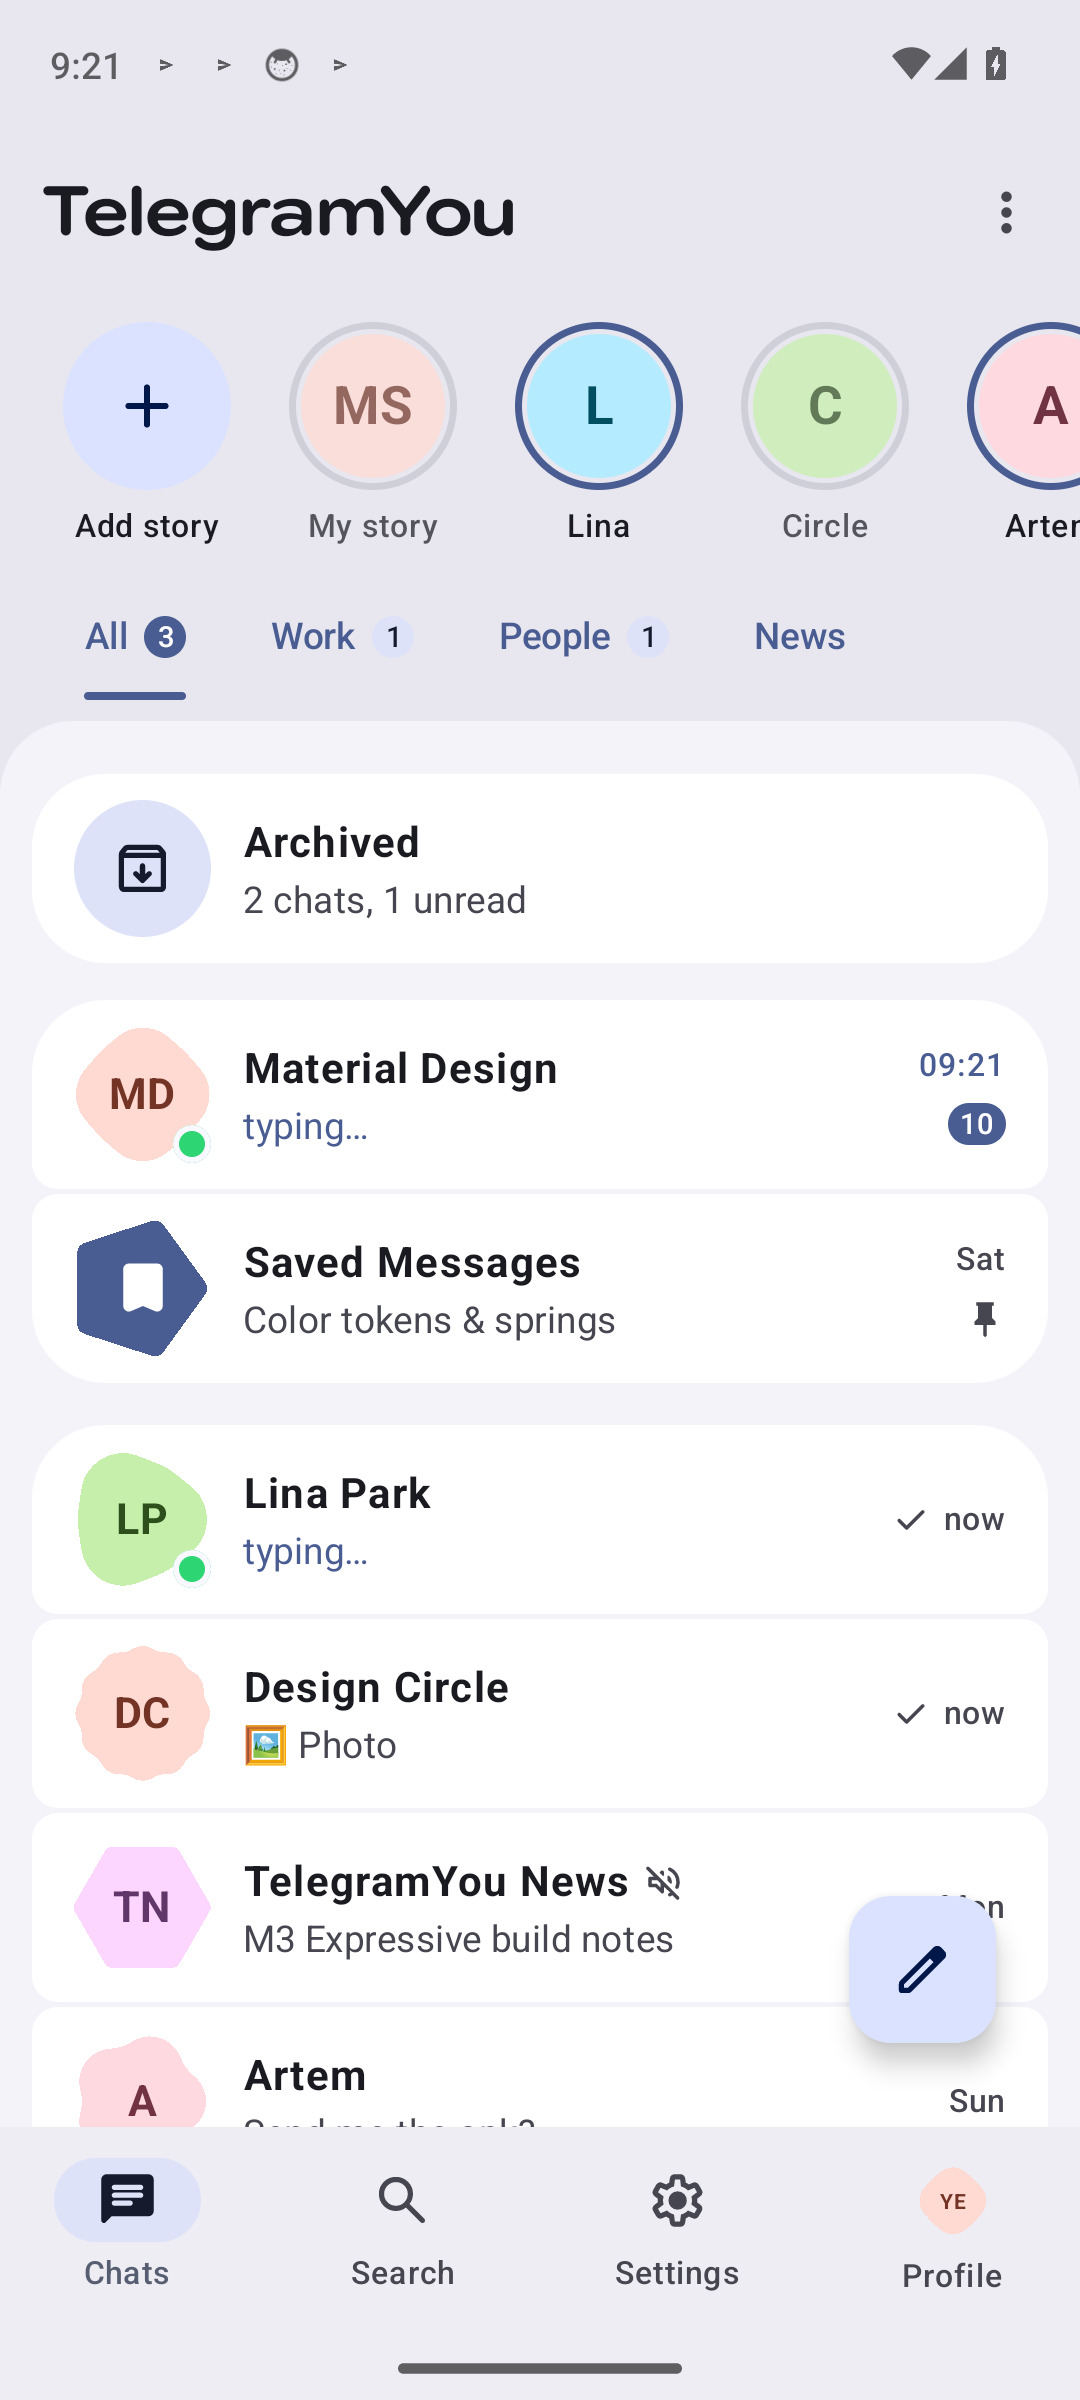 9:21
TelegramYou
MS
L
C
A
Add story
My story
Lina
Circle
All 3
Work 1
People 1
News
Archived
2 chats, 1 unread
MD
Material Design
09:21
typing...
10
Saved Messages
Sat
Color tokens & springs
LP
Lina Park
now
typing...
DC
Design Circle
now
Photo
TN
TelegramYou News
M3 Expressive build notes
A
Artem
Sun
YE
Chats
Search
Settings
Profile